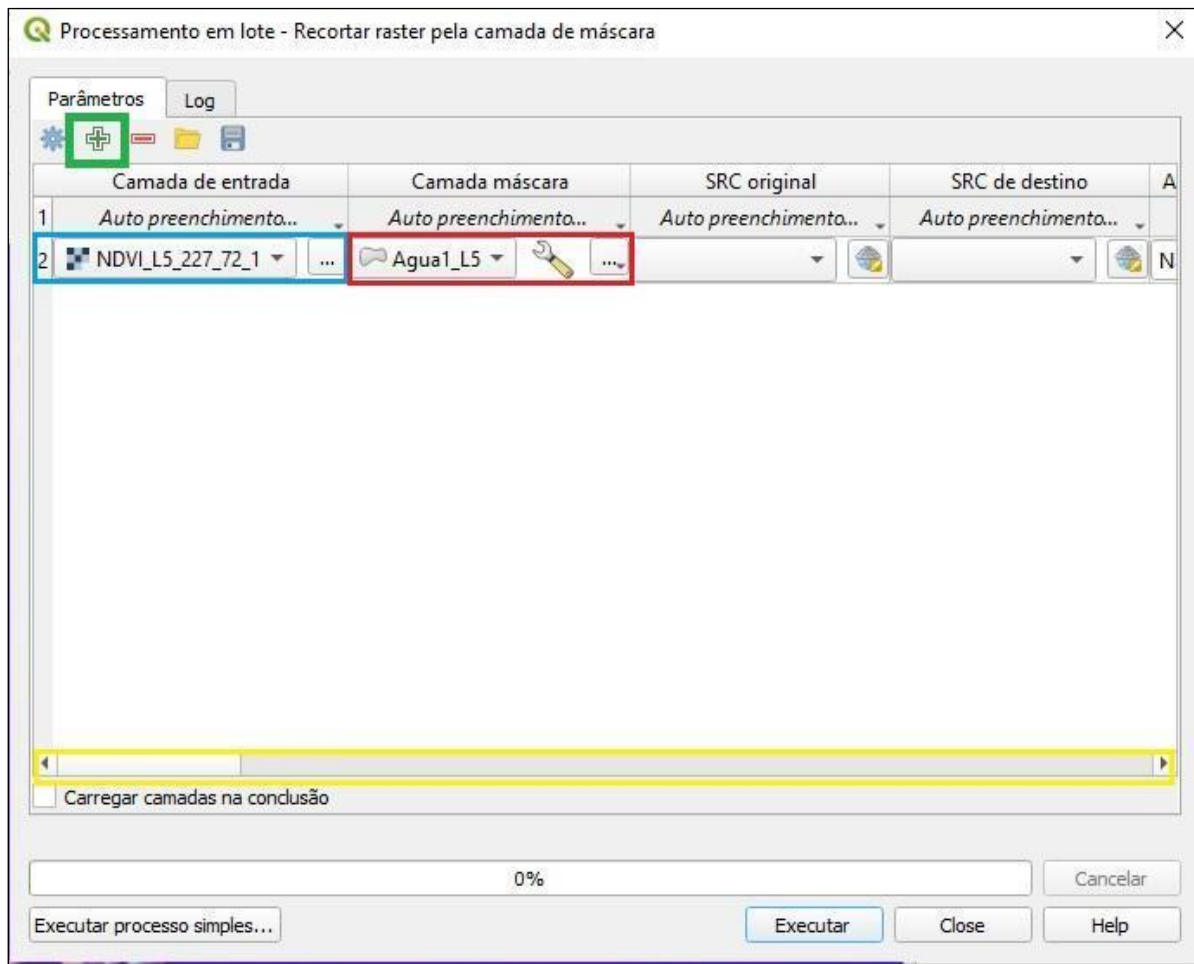 Processamento em lote - Recortar raster pela camada de máscara
Parâmetros Log
Camada de entrada Camada máscara SRC original SRC de destino A
1 Auto preenchimento... Auto preenchimento... Auto preenchimento... Auto preenchimento...
2 NDVI_L5_227_72_1 ... Agua1_L5 ... N
Carregar camadas na conclusão
0% Cancelar
Executar processo simples... Executar Close Help